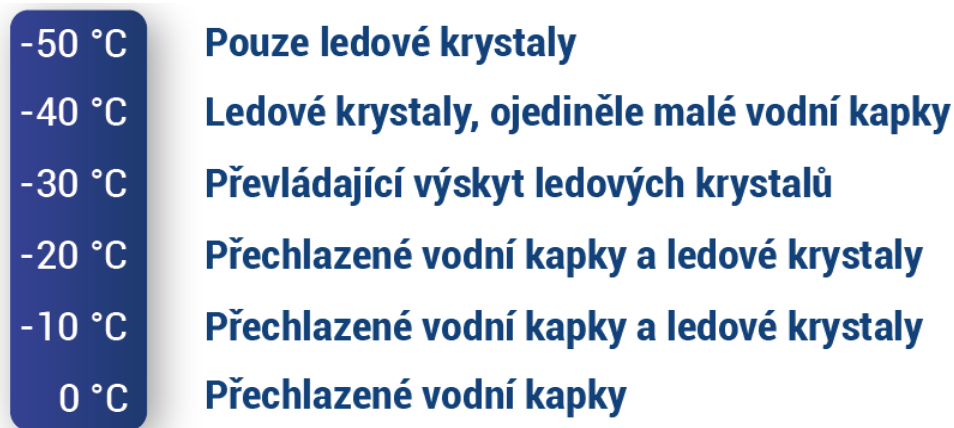 -50 °C Pouze ledové krystaly
-40 °C Ledové krystaly, ojediněle malé vodní kapky
-30 °C Převládající výskyt ledových krystalů
-20 °C Přechlazené vodní kapky a ledové krystaly
-10 °C Přechlazené vodní kapky a ledové krystaly
0 °C Přechlazené vodní kapky